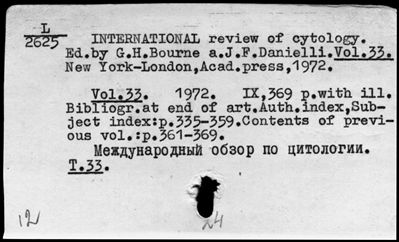 L
2625
INTERNATIONAL review of cytology.
Ed.by G.H.Bourne a.J.F.Danielli.Vol.33.
New York-London,Acad.press,1972.
Vol.33. 1972. IX,369 p.with ill.
Bibliogr.at end of art.Auth.index,Sub-
ject index:p.335-359.Contents of previ-
ous vol.:p.361-369.
Международный обзор по цитологии.
Т.33.
12 24